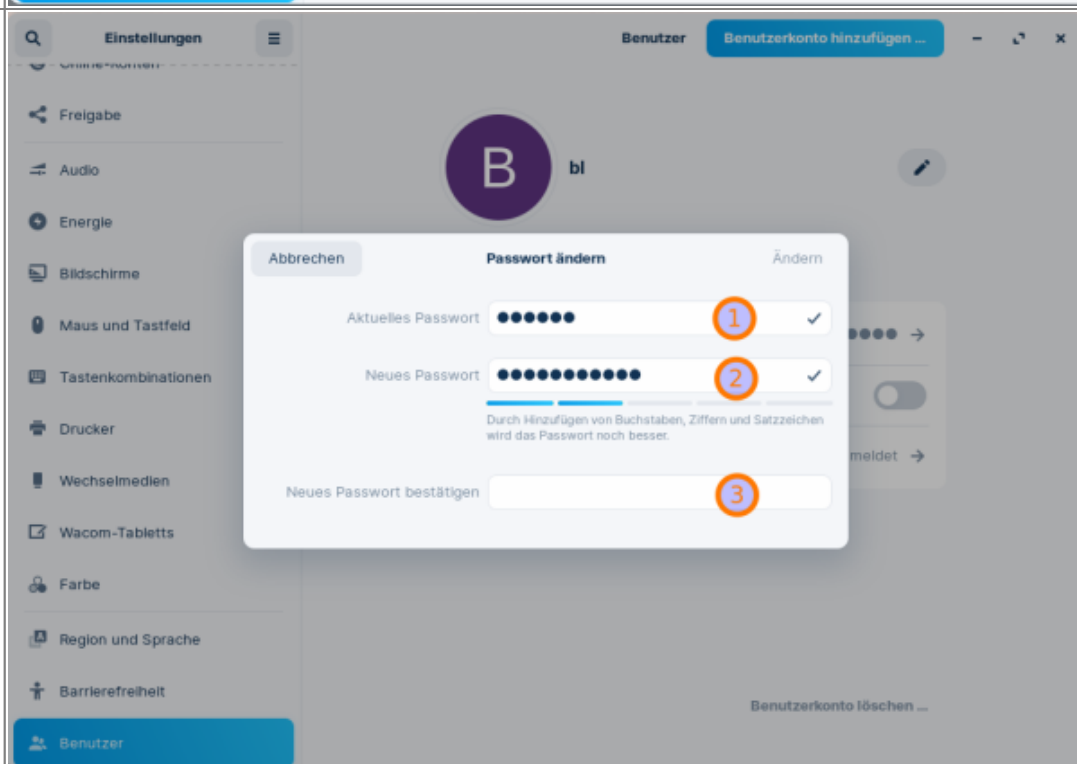 Einstellungen
Benutzer
Benutzerkonto hinzufügen ...
Online-Konten
Freigabe
Audio
B
bl
Energie
Abbrechen
Passwort ändern
Ändern
Bildschirme
Aktuelles Passwort
1
Maus und Tastfeld
Neues Passwort
2
Tastenkombinationen
Durch Hinzufügen von Buchstaben, Ziffern und Satzzeichen
wird das Passwort noch besser.
Drucker
meldet
Wechselmedien
Neues Passwort bestätigen
3
Wacom-Tabletts
Farbe
Region und Sprache
Barrierefreiheit
Benutzerkonto löschen ...
Benutzer